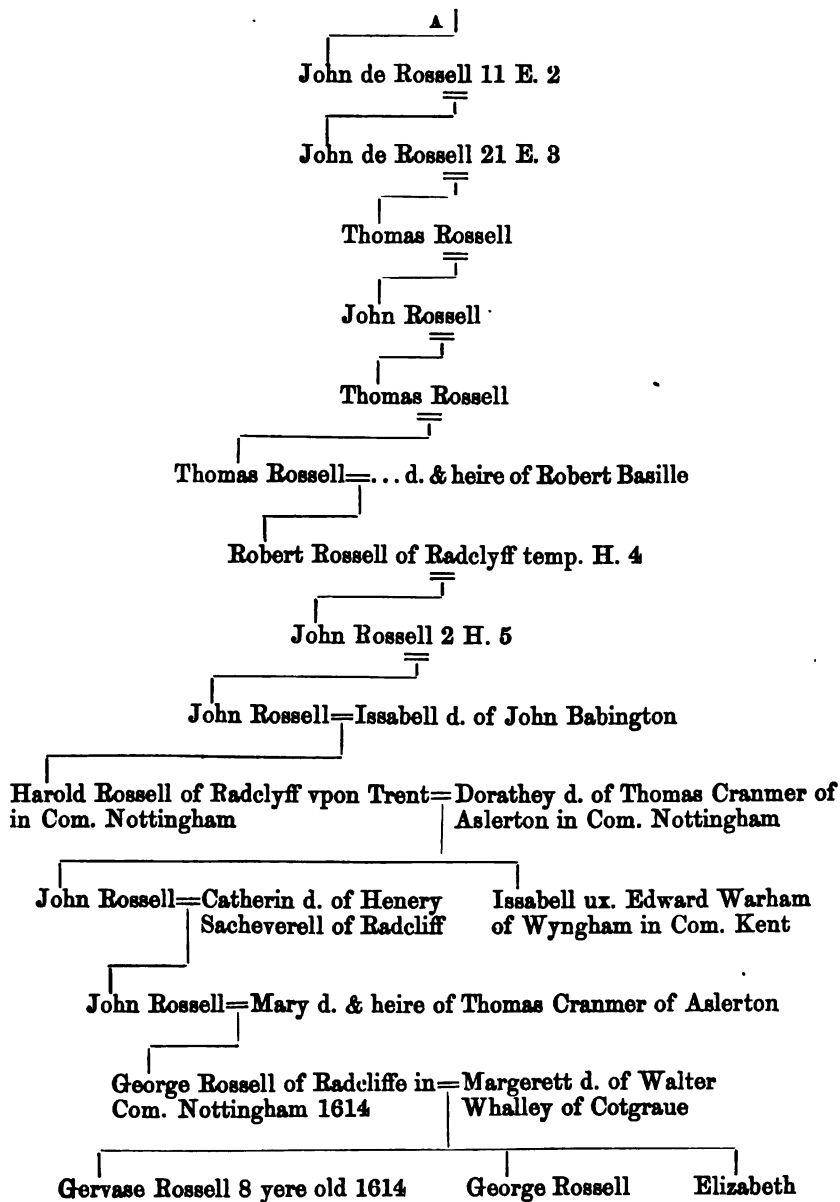 A
John de Rossell 11 E. 2
John de Rossell 21 E. 3
Thomas Rossell
John Rossell
Thomas Rossell
Thomas Rossell=... d. & heire of Robert Basille
Robert Rossell of Radclyff temp. H. 4
John Rossell 2 H. 5
John Rossell=Issabell d. of John Babington
Harold Rossell of Radclyff vpon Trent=Dorathey d. of Thomas Cranmer of
in Com. Nottingham Aslerton in Com. Nottingham
John Rossell=Catherin d. of Henery Issabell ux. Edward Warham
Sacheverell of Radcliff of Wyngham in Com. Kent
John Rossell=Mary d. & heire of Thomas Cranmer of Aslerton
George Rossell of Radcliffe in=Margerett d. of Walter
Com. Nottingham 1614 Whalley of Cotgraue
Gervase Rossell 8 yere old 1614 George Rossell Elizabeth